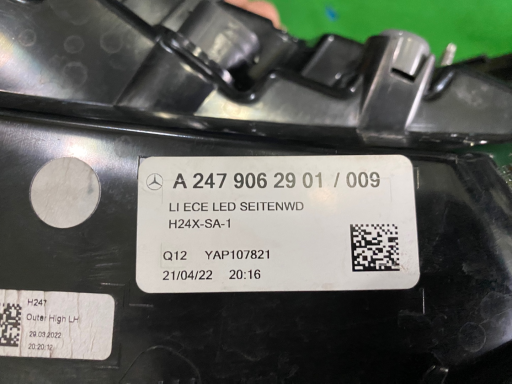 A 247 906 29 01 / 009
LI ECE LED SEITENWD
H24X-SA-1
Q12 YAP107821
21/04/22 20:16
H247
Outer High LH
29.03.2022
20:20:12